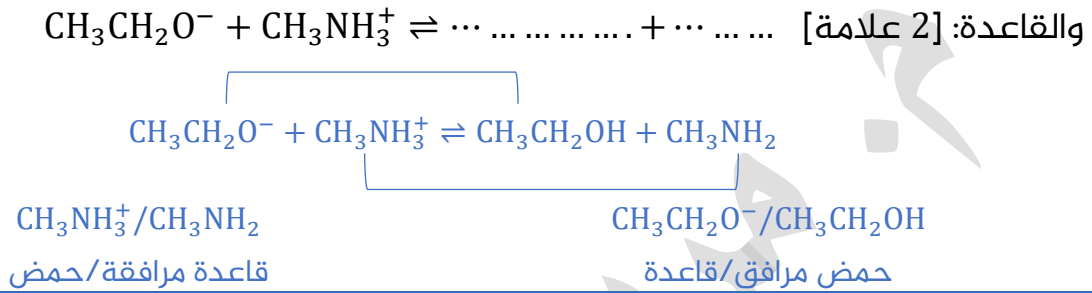 والقاعدة: [2 علامة] CH₃CH₂O⁻ + CH₃NH₃⁺ ⇌ ⋯ … … … … . + ⋯ … …
CH₃CH₂O⁻ + CH₃NH₃⁺ ⇌ CH₃CH₂OH + CH₃NH₂
CH₃NH₃⁺/CH₃NH₂ CH₃CH₂O⁻/CH₃CH₂OH
قاعدة مرافقة/حمض حمض مرافق/قاعدة